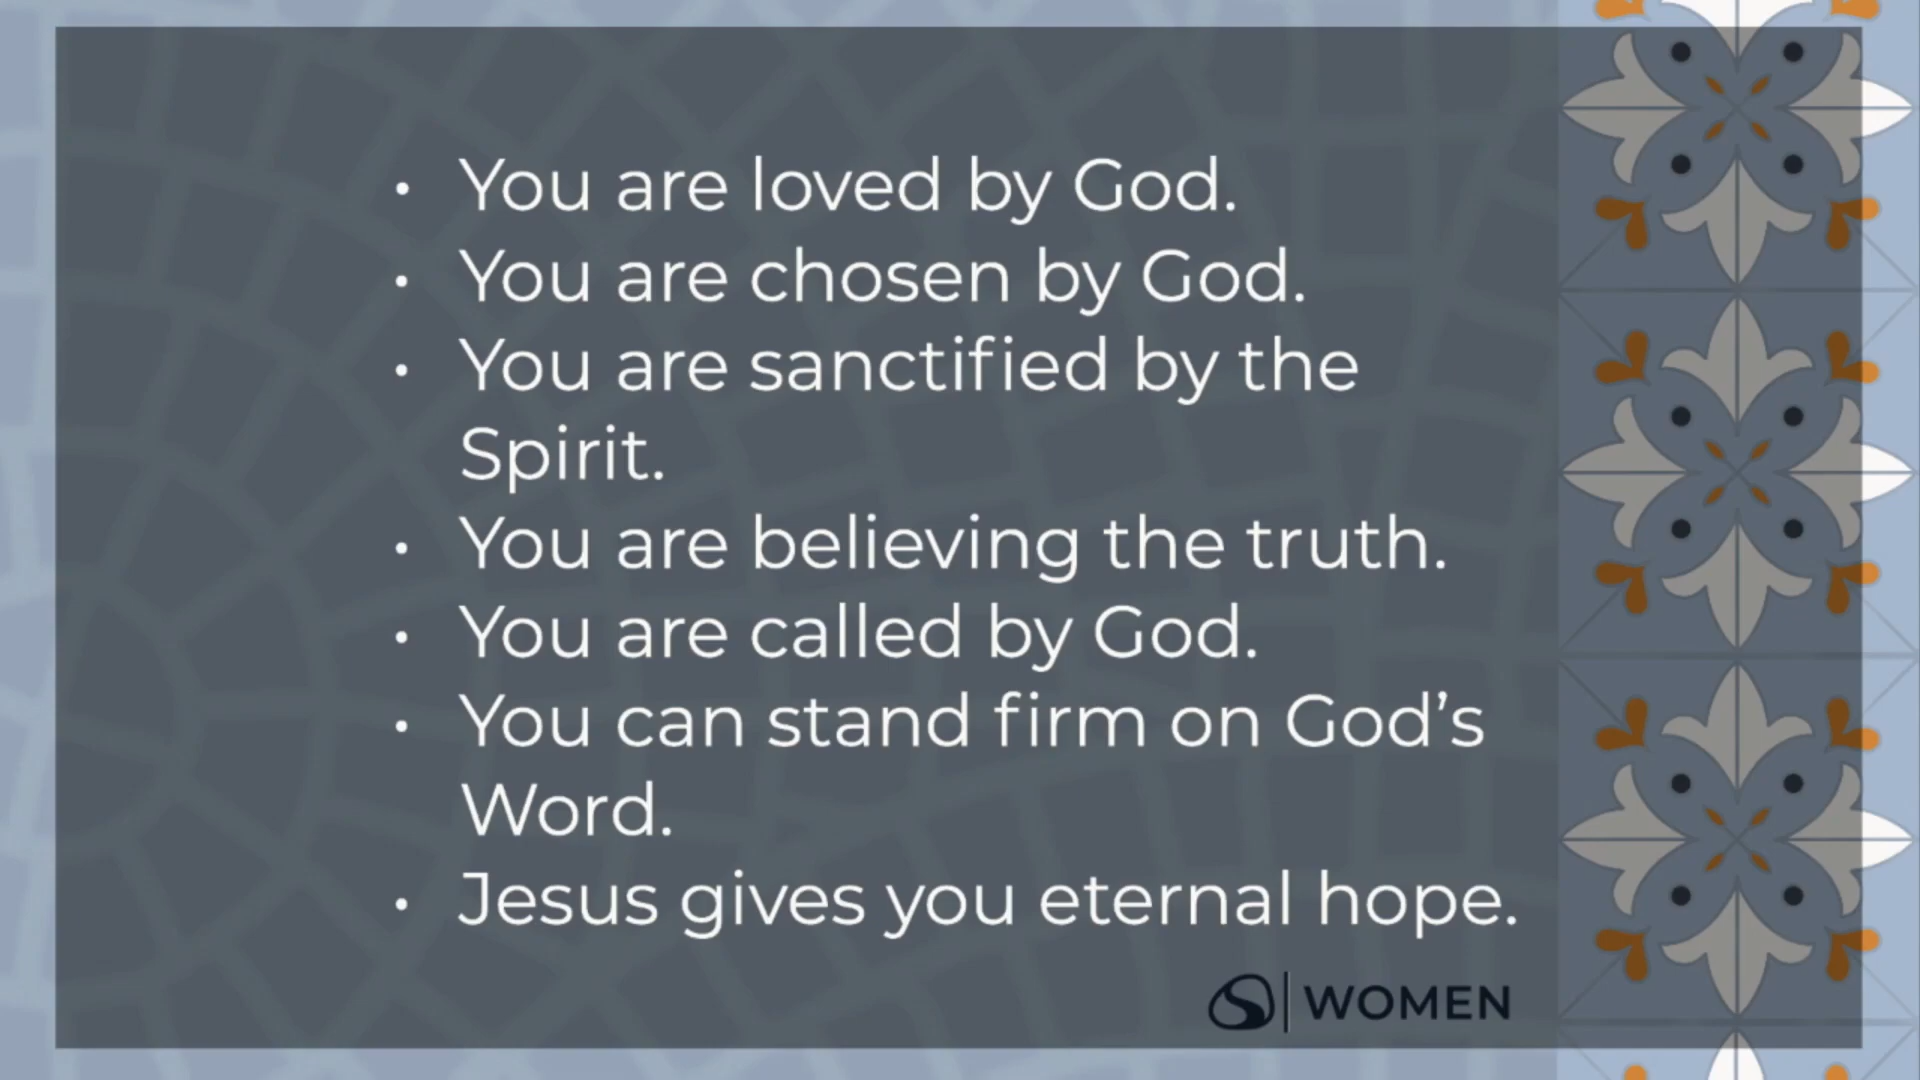 • You are loved by God.
• You are chosen by God.
• You are sanctified by the
Spirit.
• You are believing the truth.
• You are called by God.
• You can stand firm on God’s
Word.
• Jesus gives you eternal hope.
WOMEN